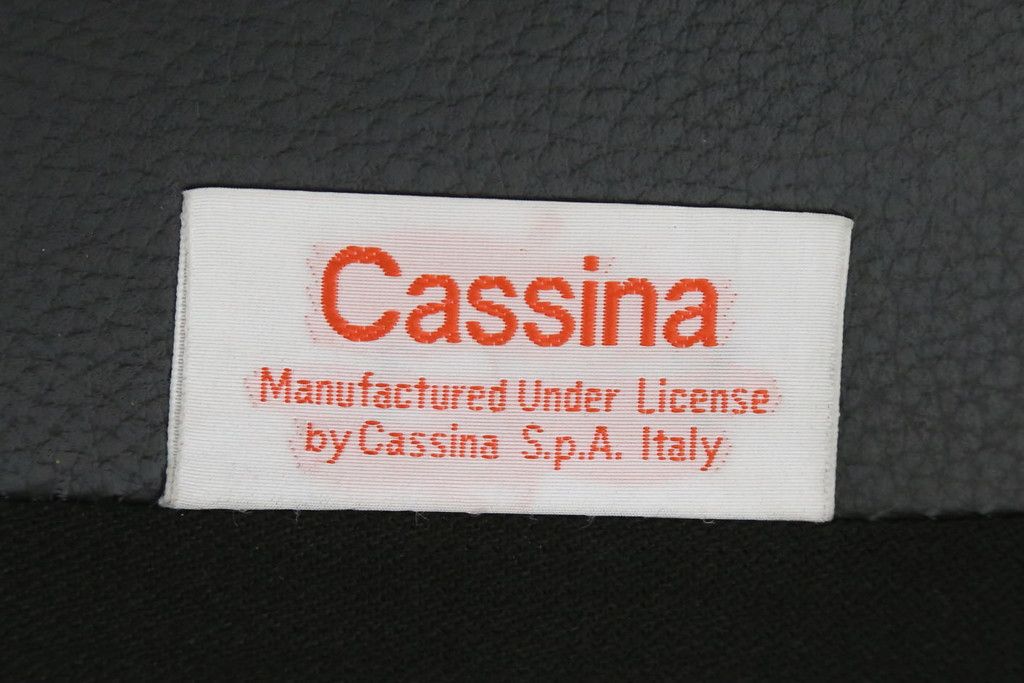 Cassina
Manufactured Under License
by Cassina S.p.A. Italy